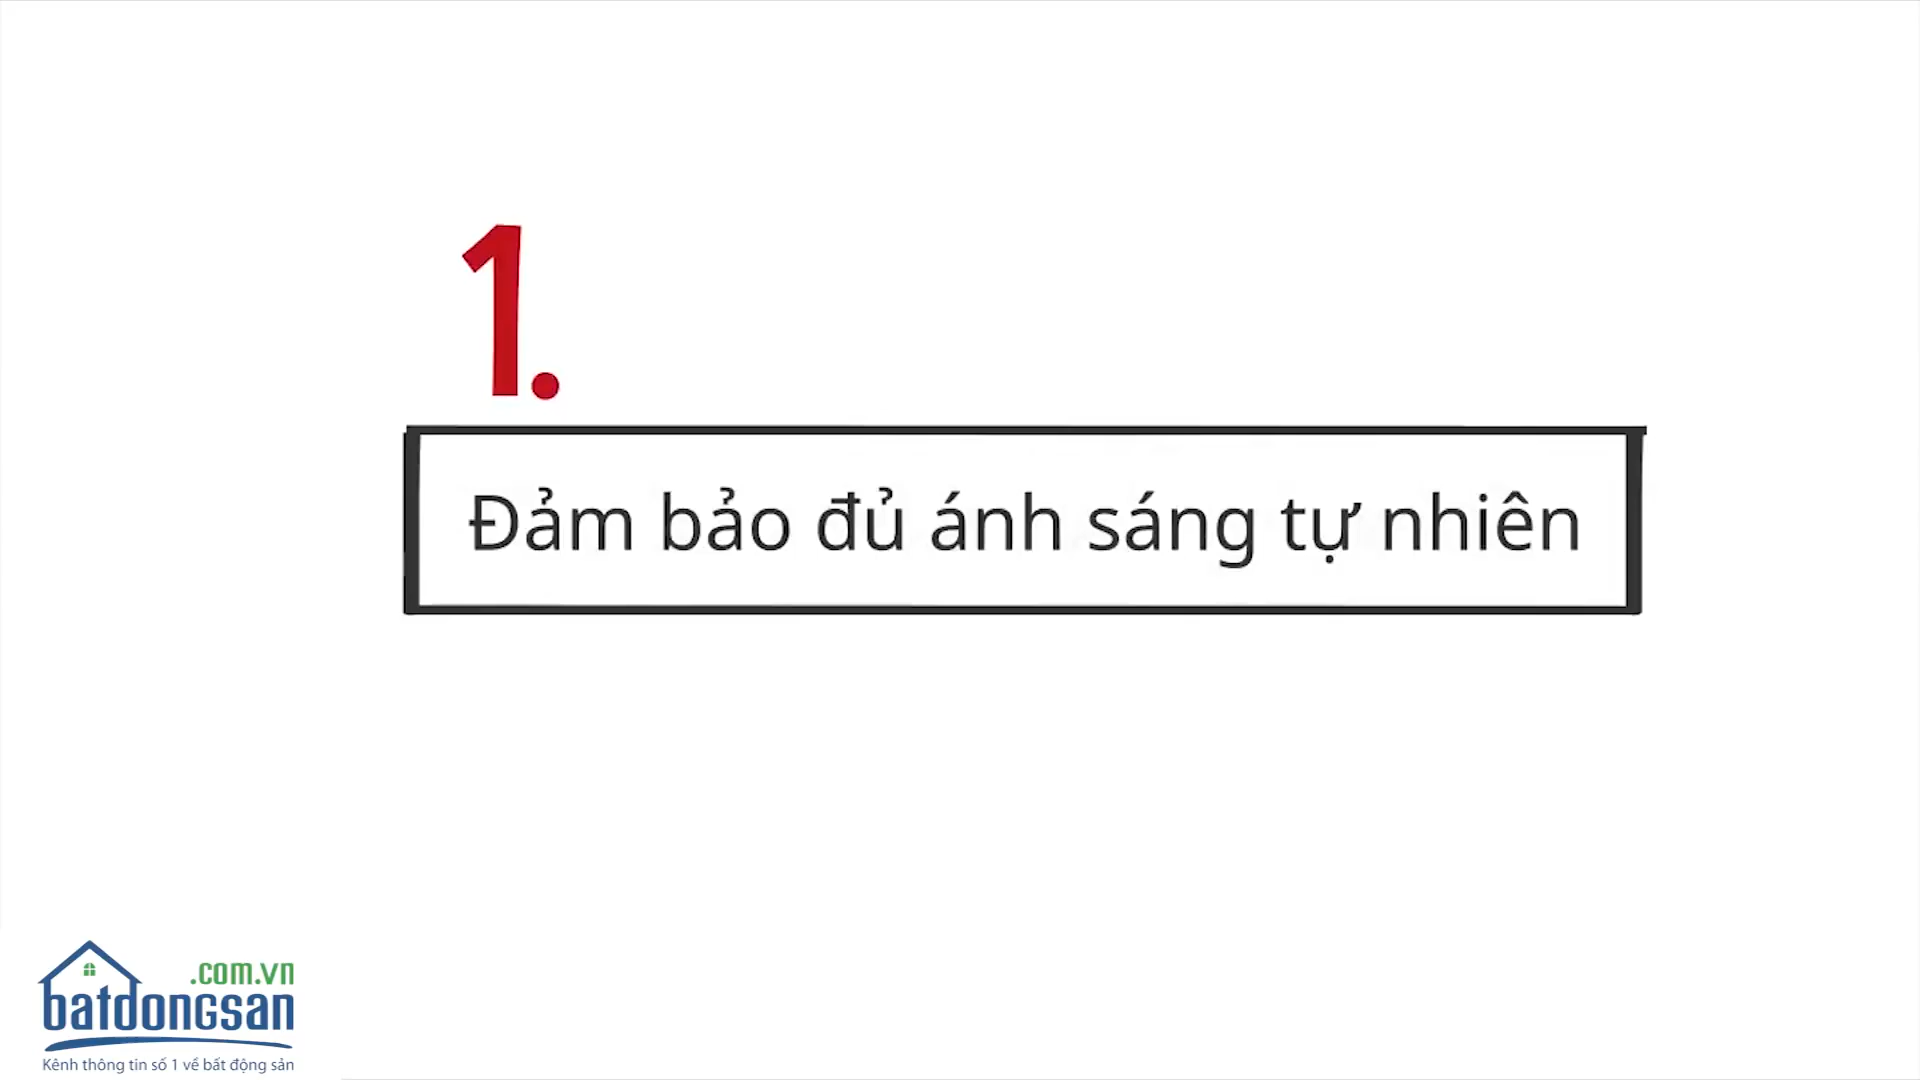 1.
Đảm bảo đủ ánh sáng tự nhiên
.com.vn
batdongsan
Kênh thông tin số 1 về bất động sản